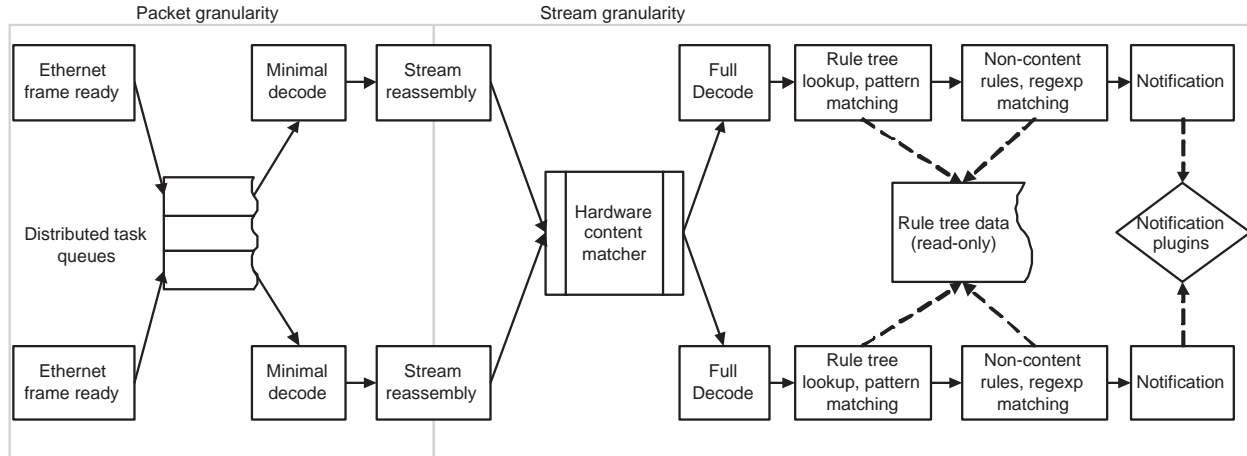 Packet granularity
Stream granularity
Ethernet
frame ready
Minimal
decode
Stream
reassembly
Full
Decode
Rule tree
lookup, pattern
matching
Non-content
rules, regexp
matching
Notification
Distributed task
queues
Hardware
content
matcher
Rule tree data
(read-only)
Notification
plugins
Ethernet
frame ready
Minimal
decode
Stream
reassembly
Full
Decode
Rule tree
lookup, pattern
matching
Non-content
rules, regexp
matching
Notification